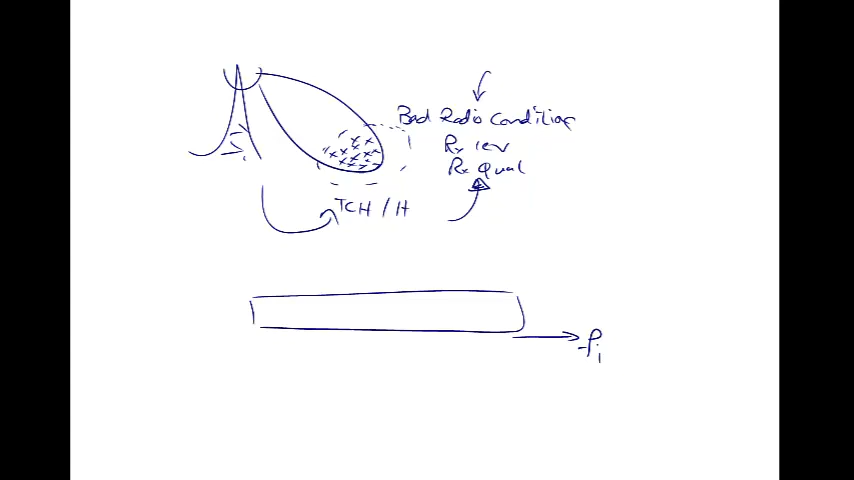 Bad Radio Condition
Rx lev
Rx Qual
TCH / H
f1